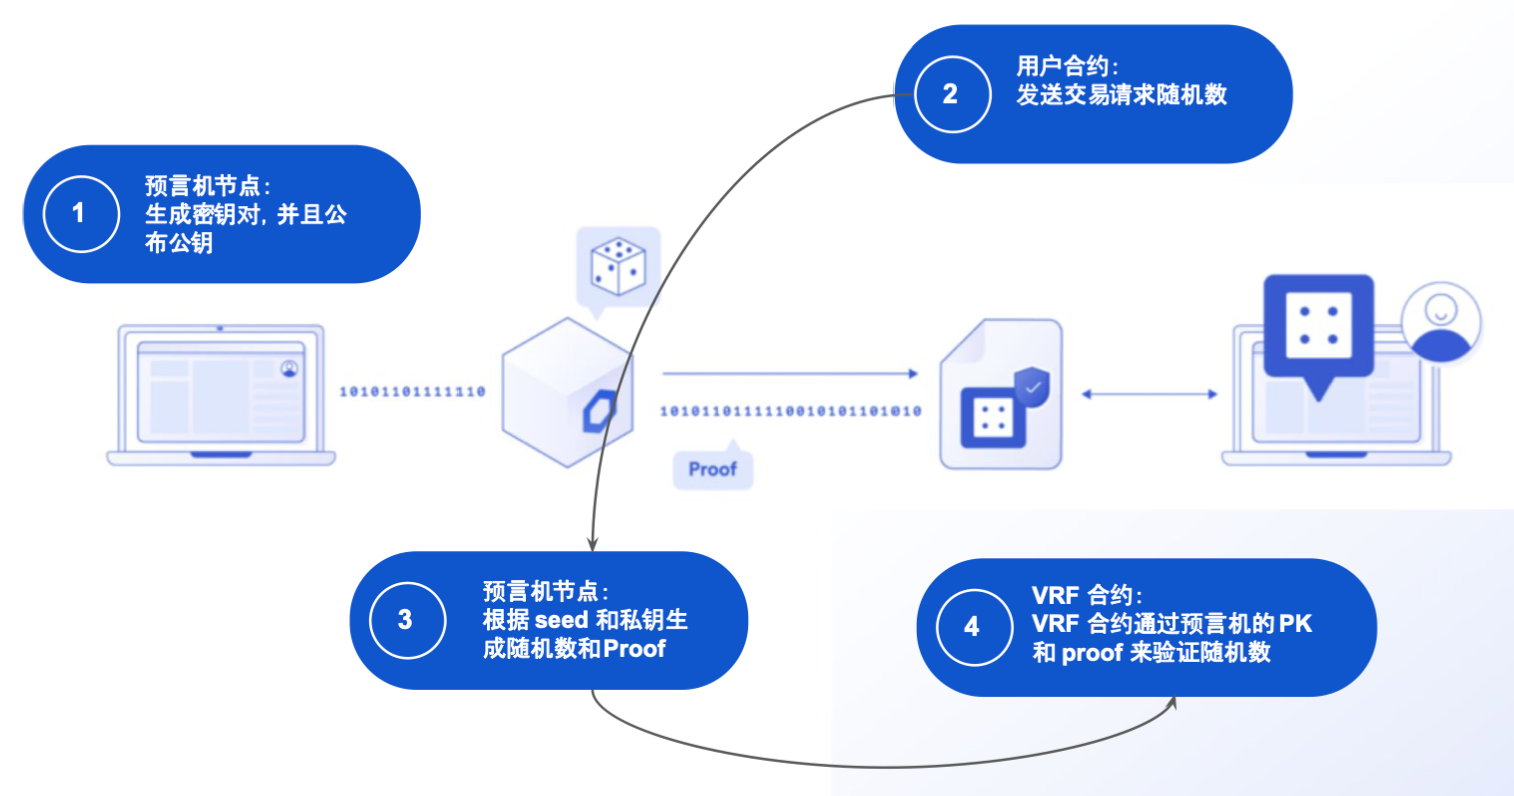 2
用户合约：
发送交易请求随机数
1
预言机节点：
生成密钥对，并且公
布公钥
10101101111110
10101101111110010101101010
Proof
3
预言机节点：
根据 seed 和私钥生
成随机数和Proof
4
VRF 合约：
VRF 合约通过预言机的 PK
和 proof 来验证随机数